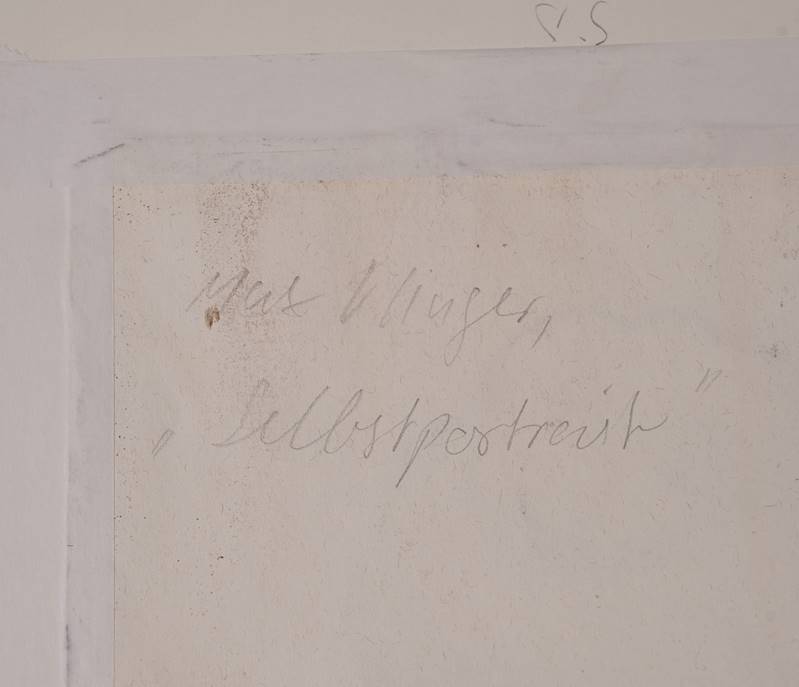 Max Klinger,
„Selbstportrait"